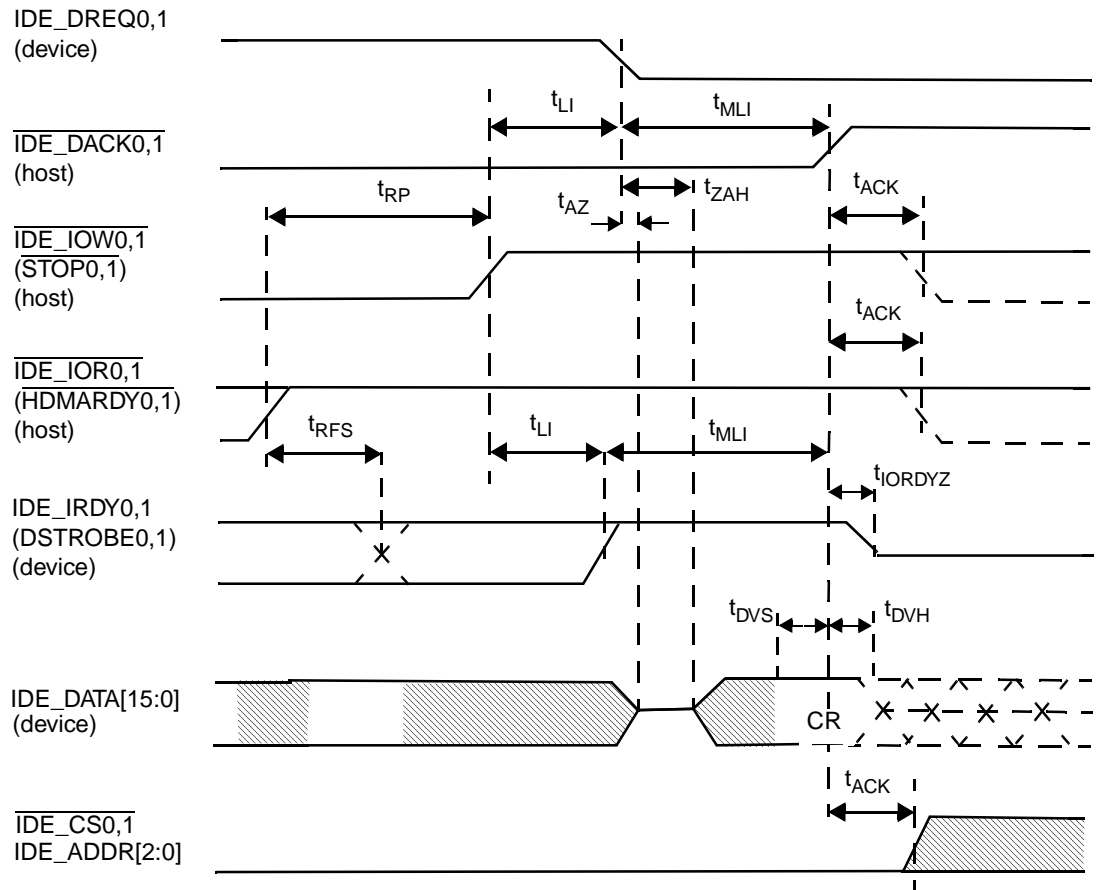 IDE_DREQ0,1
(device)
tLI
tMLI
IDE_DACK0,1
(host)
tRP
tAZ
tZAH
tACK
IDE_IOW0,1
(STOP0,1)
(host)
tACK
IDE_IOR0,1
(HDMARDY0,1)
(host)
tRFS
tLI
tMLI
tIORDYZ
IDE_IRDY0,1
(DSTROBE0,1)
(device)
tDVS
tDVH
IDE_DATA[15:0]
(device)
CR
tACK
IDE_CS0,1
IDE_ADDR[2:0]